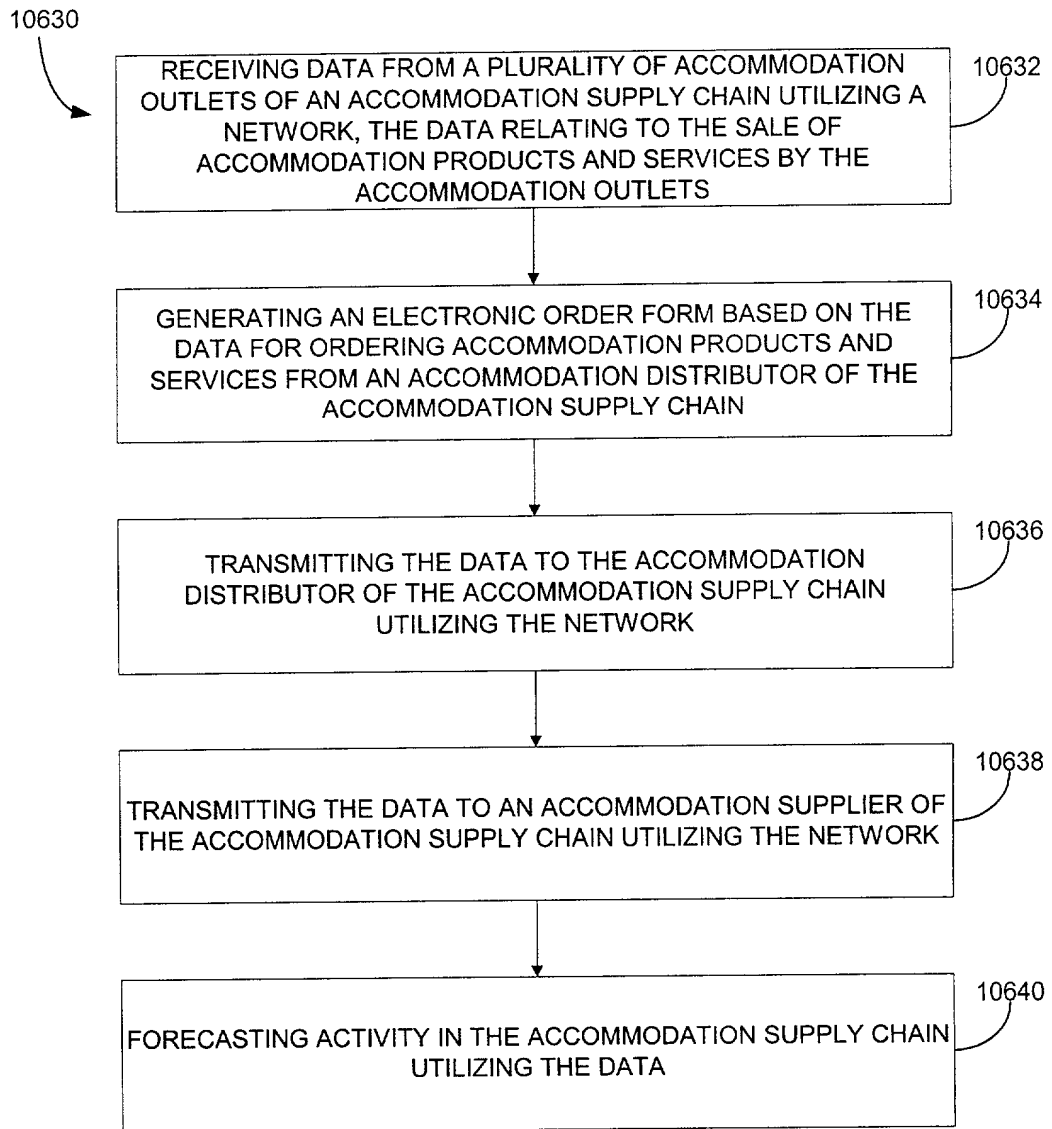 10630
RECEIVING DATA FROM A PLURALITY OF ACCOMMODATION
OUTLETS OF AN ACCOMMODATION SUPPLY CHAIN UTILIZING A
NETWORK, THE DATA RELATING TO THE SALE OF
ACCOMMODATION PRODUCTS AND SERVICES BY THE
ACCOMMODATION OUTLETS
10632
GENERATING AN ELECTRONIC ORDER FORM BASED ON THE
DATA FOR ORDERING ACCOMMODATION PRODUCTS AND
SERVICES FROM AN ACCOMMODATION DISTRIBUTOR OF THE
ACCOMMODATION SUPPLY CHAIN
10634
TRANSMITTING THE DATA TO THE ACCOMMODATION
DISTRIBUTOR OF THE ACCOMMODATION SUPPLY CHAIN
UTILIZING THE NETWORK
10636
TRANSMITTING THE DATA TO AN ACCOMMODATION SUPPLIER OF
THE ACCOMMODATION SUPPLY CHAIN UTILIZING THE NETWORK
10638
FORECASTING ACTIVITY IN THE ACCOMMODATION SUPPLY CHAIN
UTILIZING THE DATA
10640